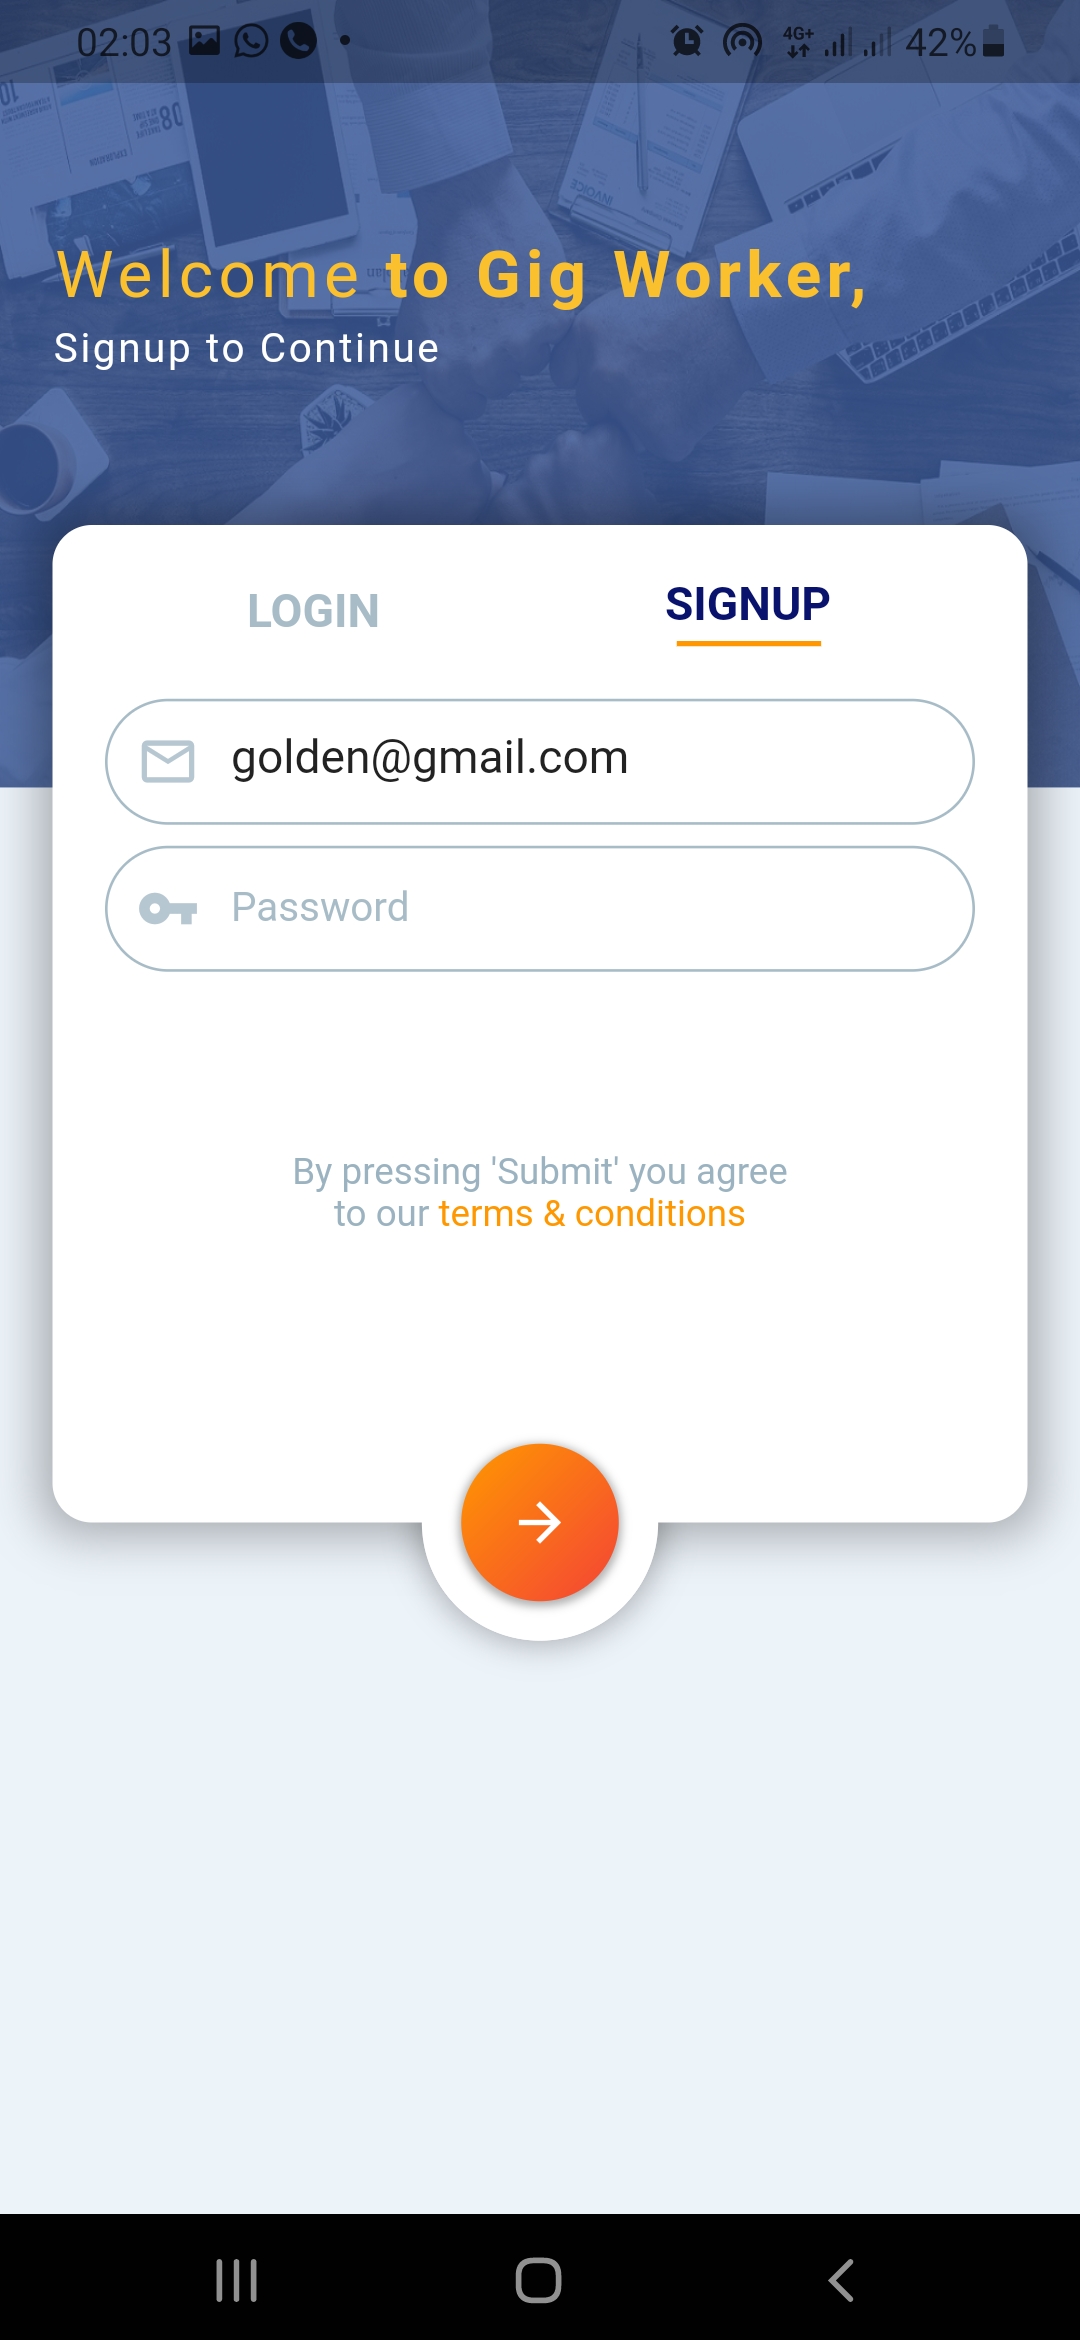 02:03 4G+ 42%
INVOICE
Welcome to Gig Worker,
Signup to Continue
LOGIN SIGNUP
golden@gmail.com
Password
By pressing 'Submit' you agree
to our terms & conditions